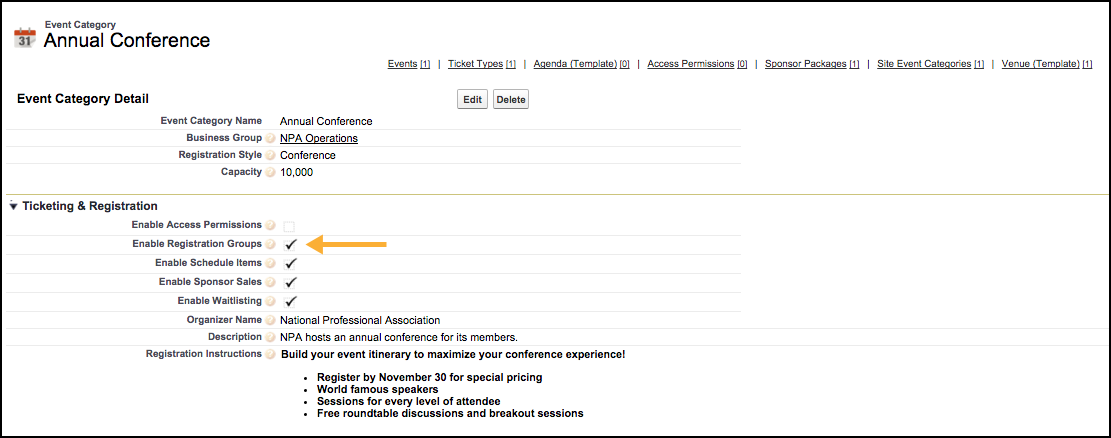 Event Category
31
Annual Conference
Events [1] | Ticket Types [1] | Agenda (Template) [0] | Access Permissions [0] | Sponsor Packages [1] | Site Event Categories [1] | Venue (Template) [1]
Event Category Detail Edit Delete
Event Category Name Annual Conference
Business Group ? NPA Operations
Registration Style ? Conference
Capacity ? 10,000
Ticketing & Registration
Enable Access Permissions ?
Enable Registration Groups ?
Enable Schedule Items ?
Enable Sponsor Sales ?
Enable Waitlisting ?
Organizer Name ? National Professional Association
Description ? NPA hosts an annual conference for its members.
Registration Instructions ? Build your event itinerary to maximize your conference experience!
• Register by November 30 for special pricing
• World famous speakers
• Sessions for every level of attendee
• Free roundtable discussions and breakout sessions